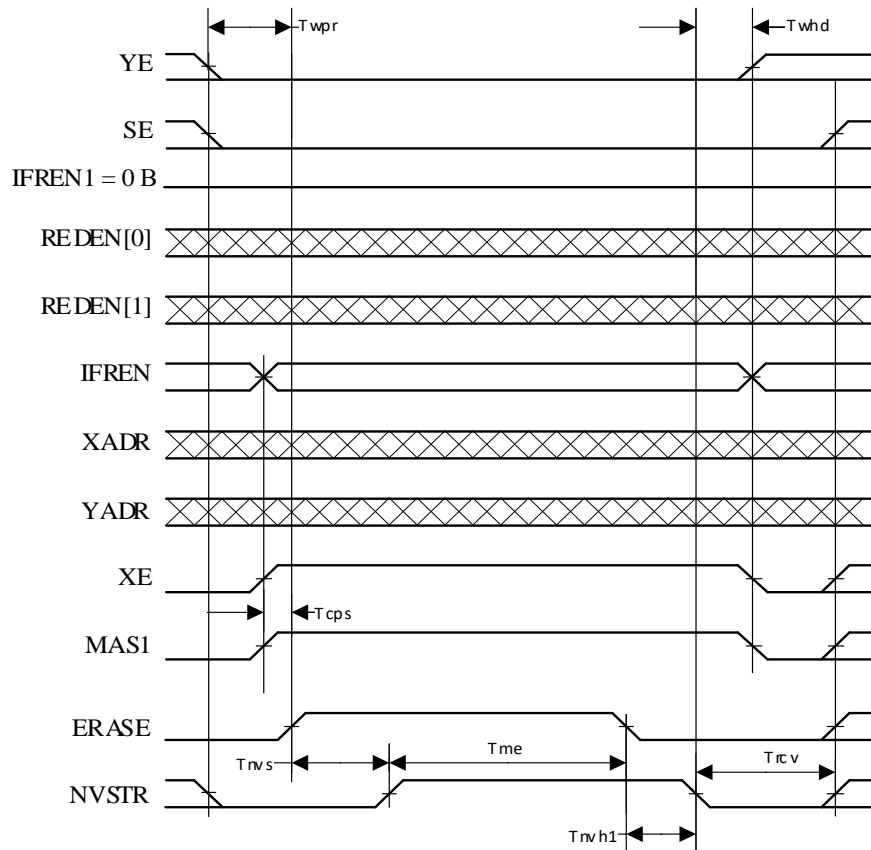 Twpr
Twhd
YE
SE
IFREN1 = 0 B
REDEN[0]
REDEN[1]
IFREN
XADR
YADR
XE
Tcps
MAS1
ERASE
Tnvs
Tme
Trcv
NVSTR
Tnvh1